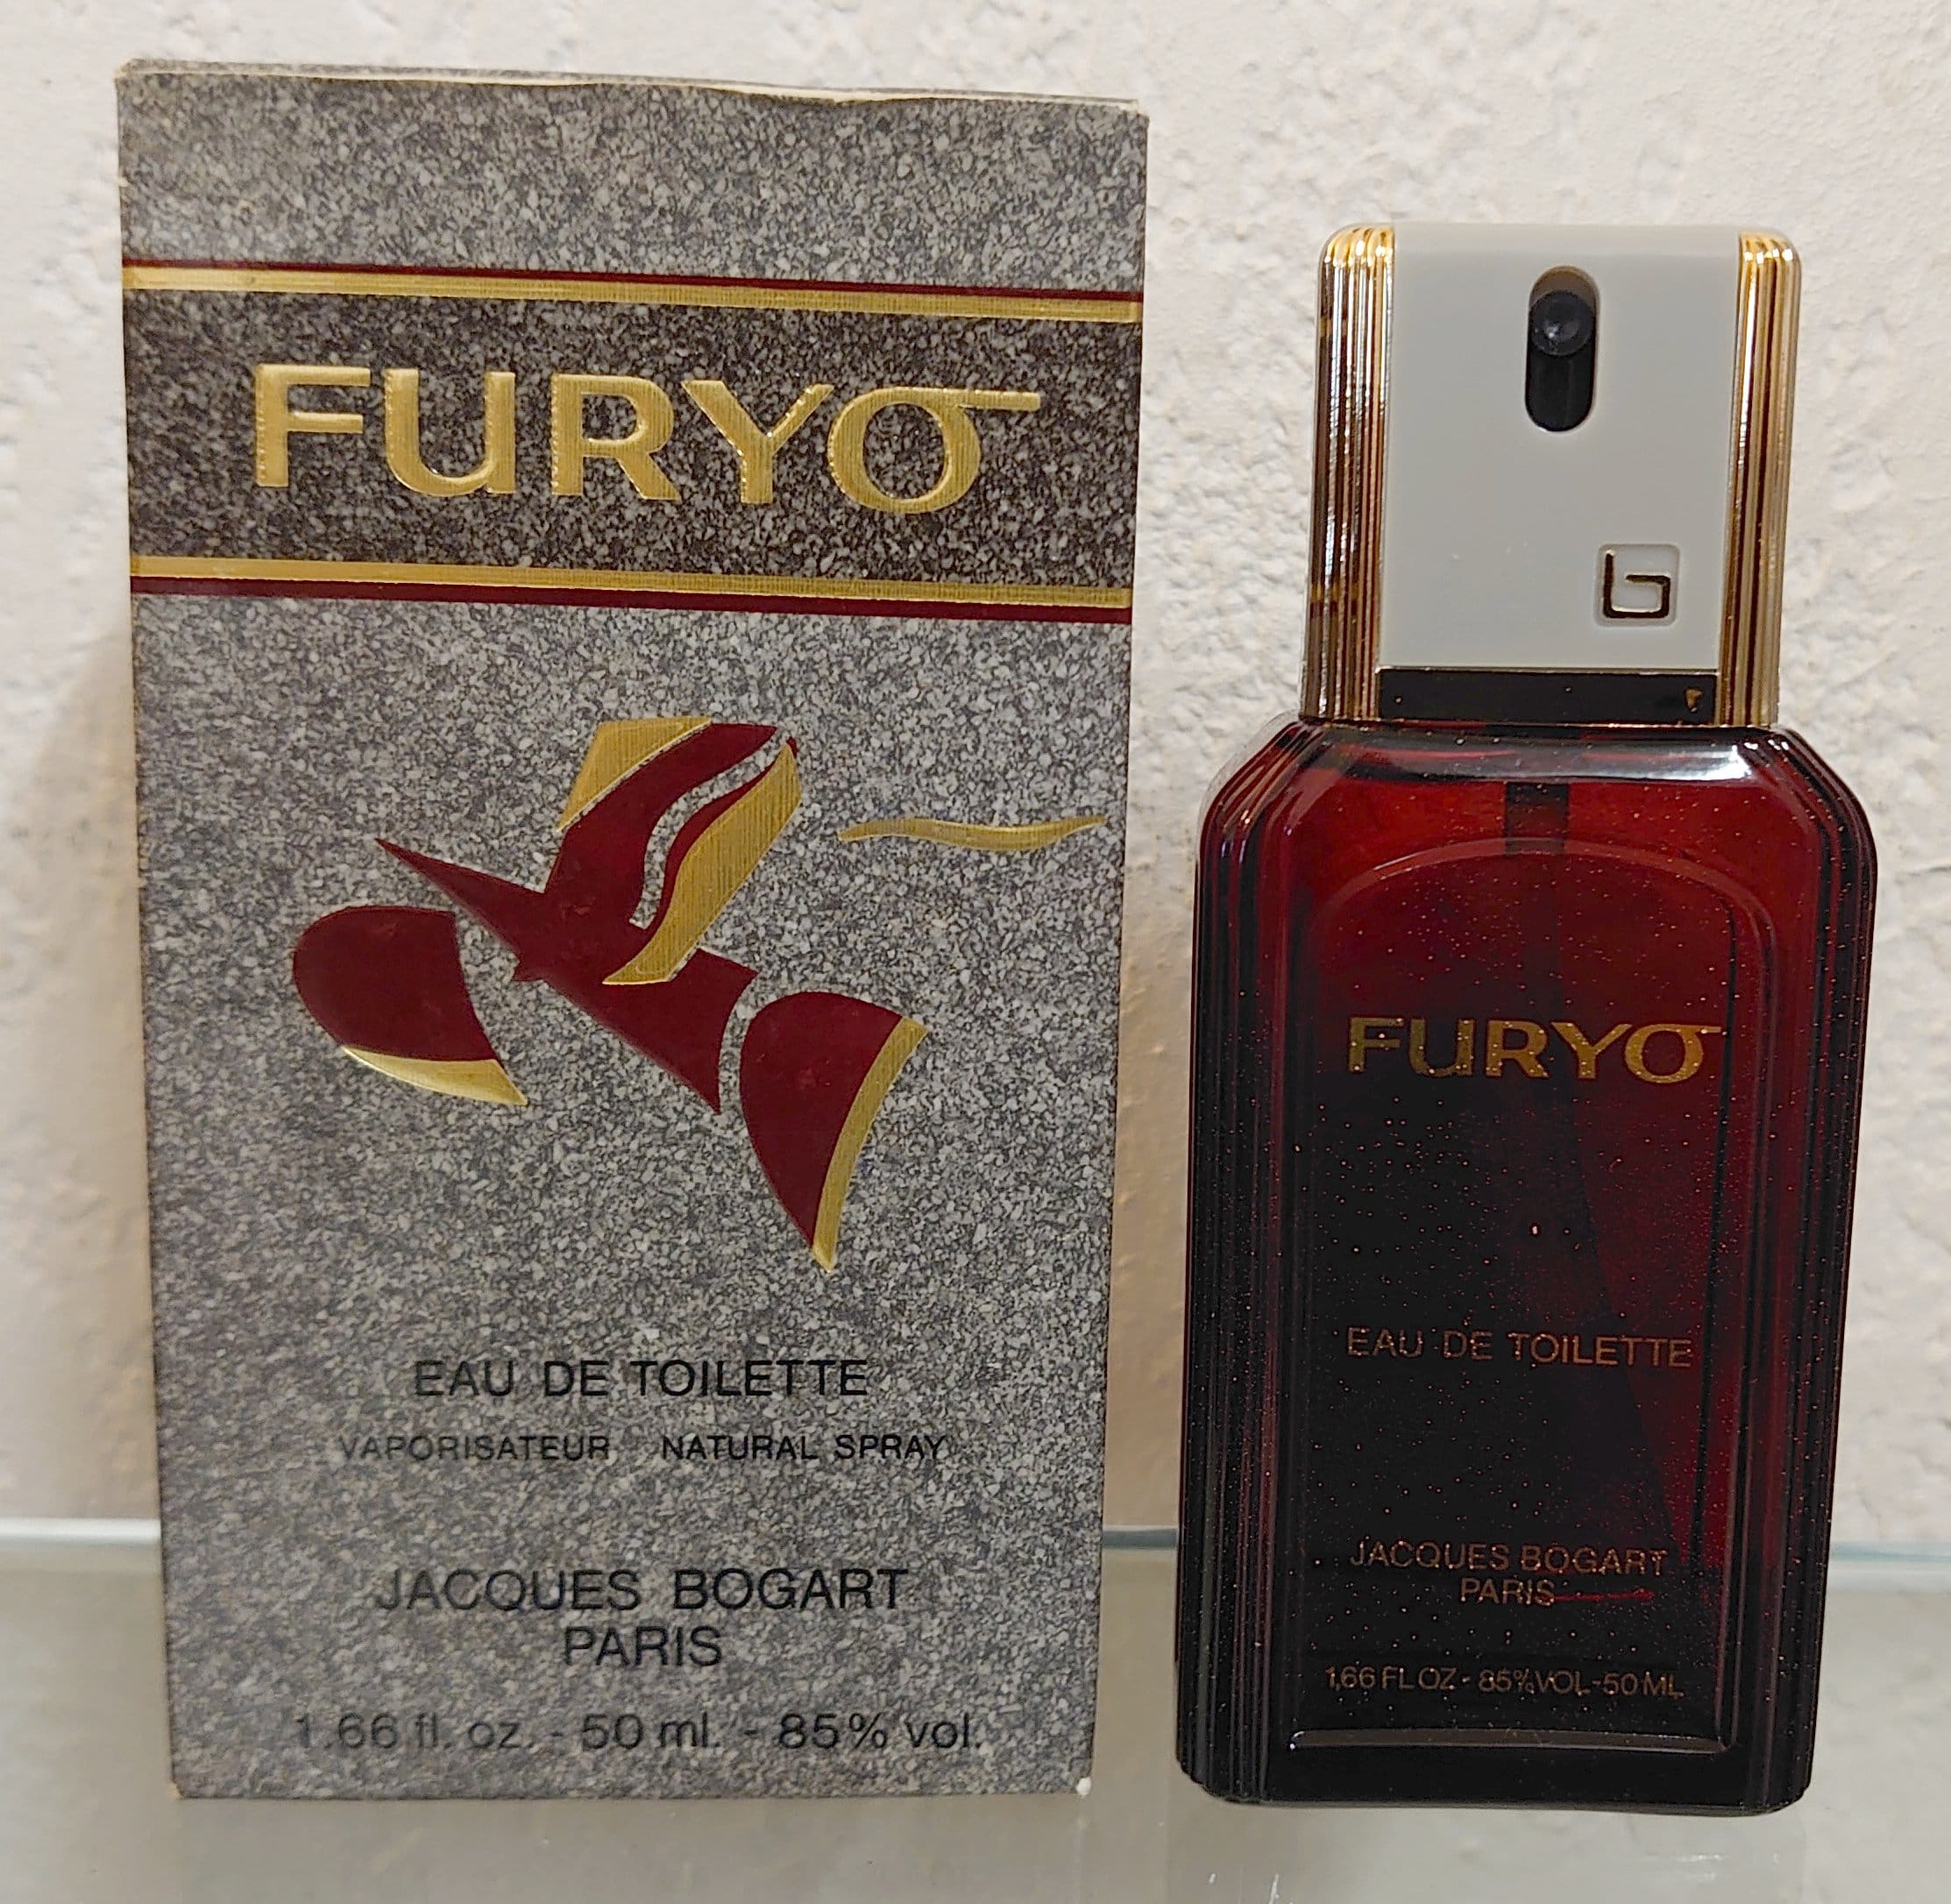 FURYO
EAU DE TOILETTE
VAPORISATEUR NATURAL SPRAY
JACQUES BOGART
PARIS
1.66 fl. oz. - 50 ml. - 85% vol.
b
FURYO
EAU DE TOILETTE
JACQUES BOGART
PARIS
1,66 FL OZ - 85% VOL - 50 ML